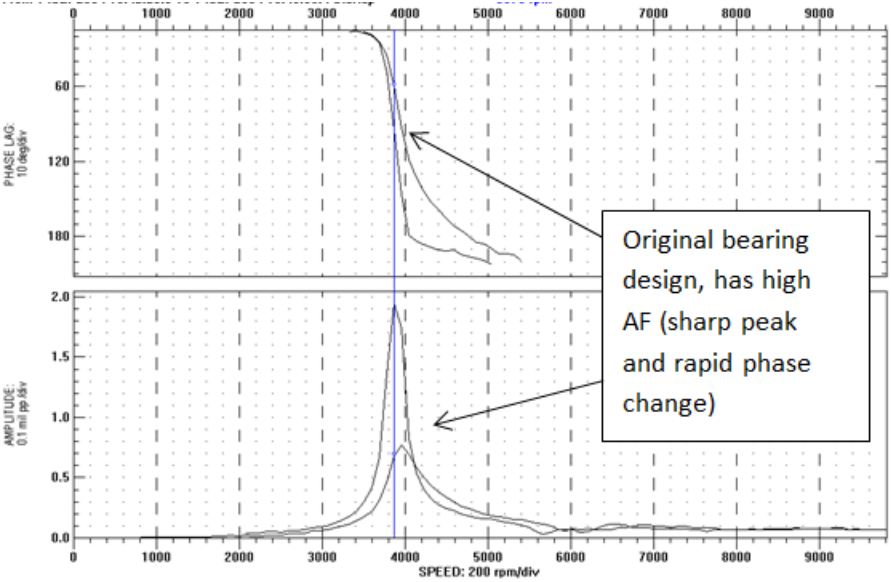 0 1000 2000 3000 4000 5000 6000 7000 8000 9000
60
120
180
PHASE LAG:
10 deg/div
Original bearing
design, has high
AF (sharp peak
and rapid phase
change)
2.0
1.5
1.0
0.5
0.0
AMPLITUDE:
0.1 mil pp/div
0 1000 2000 3000 4000 5000 6000 7000 8000 9000
SPEED: 200 rpm/div